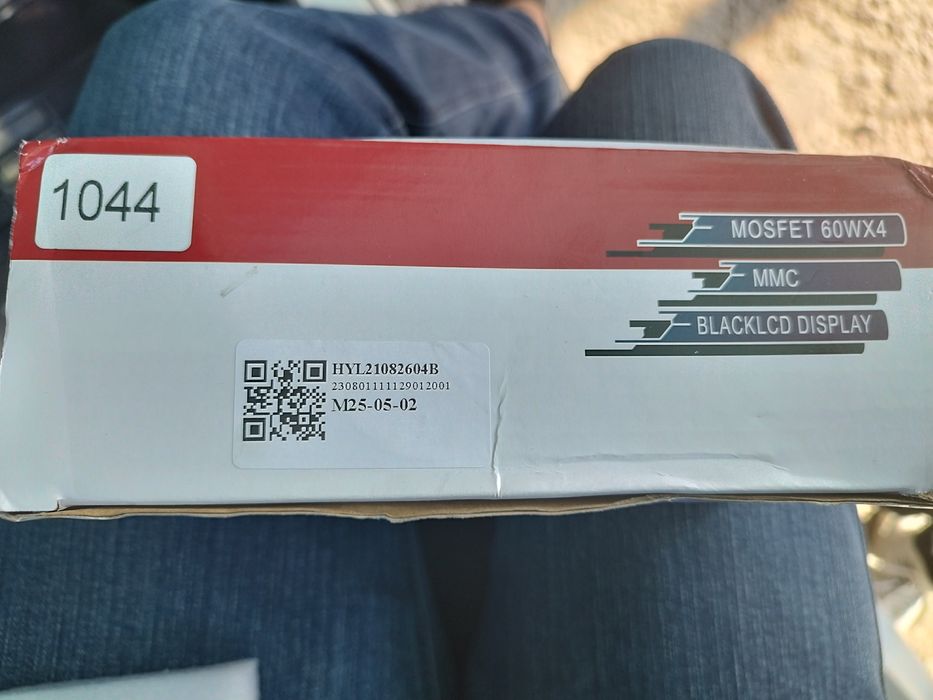 1044
MOSFET 60WX4
MMC
BLACKLCD DISPLAY
HYL21082604B
230801111129012001
M25-05-02